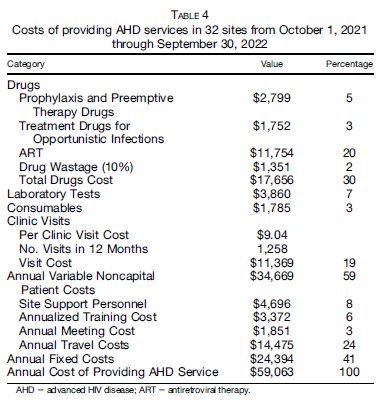 TABLE 4
Costs of providing AHD services in 32 sites from October 1, 2021
through September 30, 2022
Category Value Percentage
Drugs
Prophylaxis and Preemptive $2,799 5
Therapy Drugs
Treatment Drugs for $1,752 3
Opportunistic Infections
ART $11,754 20
Drug Wastage (10%) $1,351 2
Total Drugs Cost $17,656 30
Laboratory Tests $3,860 7
Consumables $1,785 3
Clinic Visits
Per Clinic Visit Cost $9.04
No. Visits in 12 Months 1,258
Visit Cost $11,369 19
Annual Variable Noncapital $34,669 59
Patient Costs
Site Support Personnel $4,696 8
Annualized Training Cost $3,372 6
Annual Meeting Cost $1,851 3
Annual Travel Costs $14,475 24
Annual Fixed Costs $24,394 41
Annual Cost of Providing AHD Service $59,063 100
AHD = advanced HIV disease; ART = antiretroviral therapy.